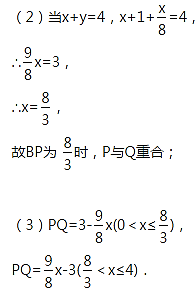 （2）当x+y=4，x+1+x/8=4，
∴9/8x=3，
∴x=8/3，
故BP为 8/3时，P与Q重合；
（3）PQ=3-9/8x(0＜x≤8/3)，
PQ=9/8x-3(8/3＜x≤4)．